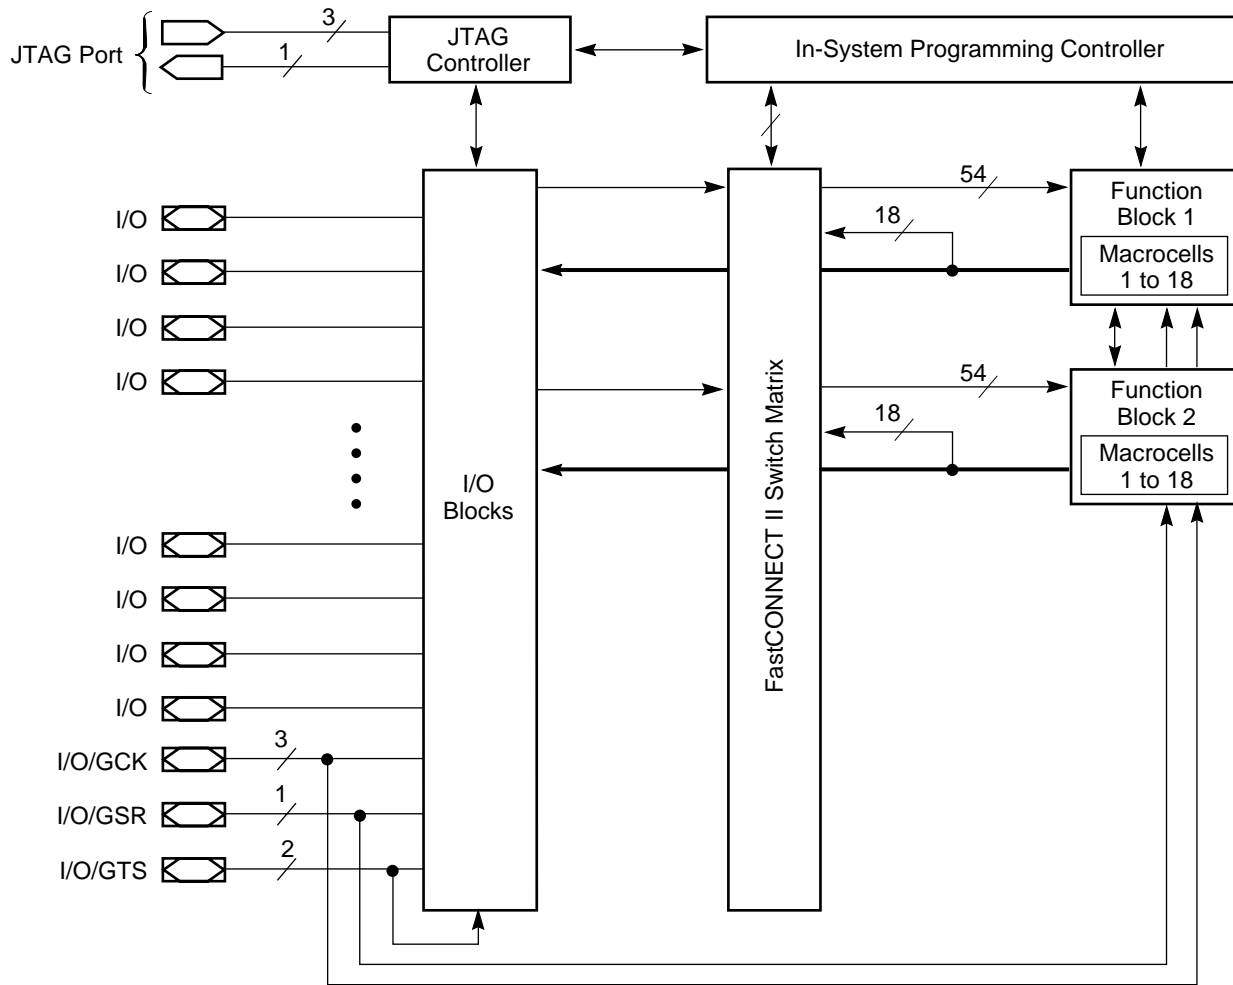 JTAG Port
3
1
JTAG
Controller
In-System Programming Controller
I/O
I/O
I/O
I/O
I/O
I/O
I/O
I/O
I/O/GCK
3
I/O/GSR
1
I/O/GTS
2
I/O
Blocks
FastCONNECT II Switch Matrix
54
18
Function
Block 1
Macrocells
1 to 18
54
18
Function
Block 2
Macrocells
1 to 18